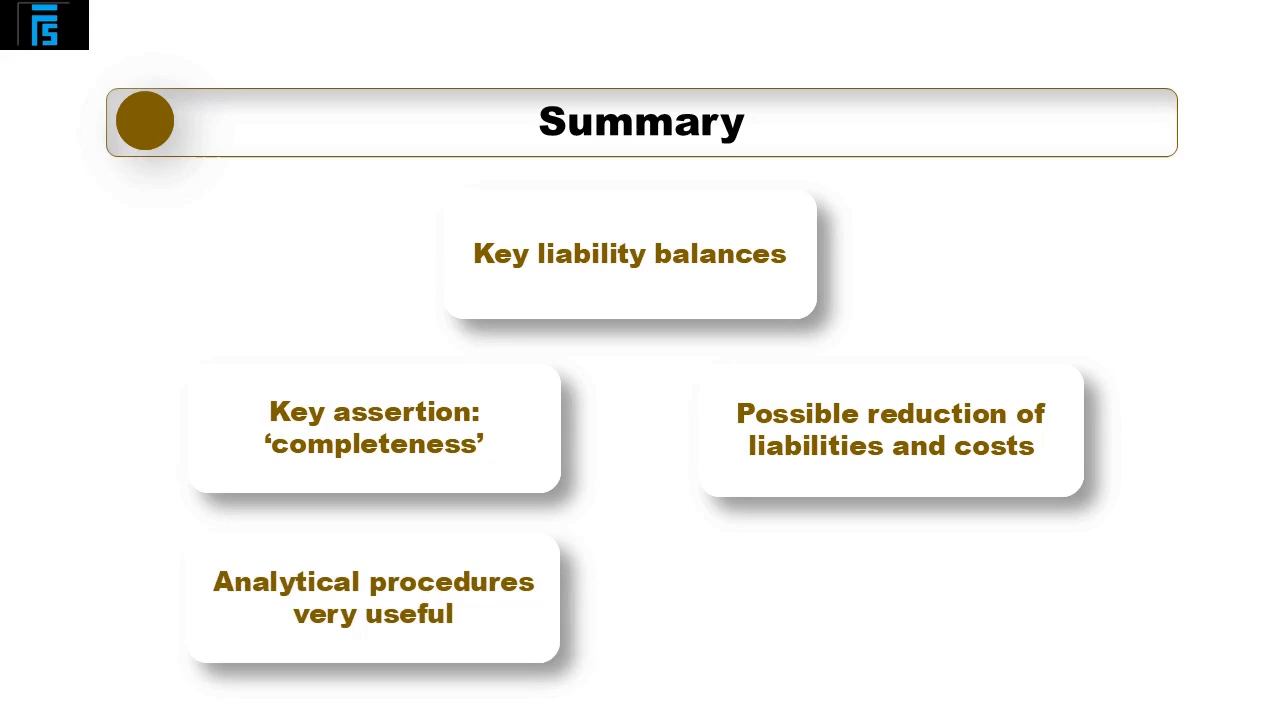 Summary
Key liability balances
Key assertion:
‘completeness’
Possible reduction of
liabilities and costs
Analytical procedures
very useful